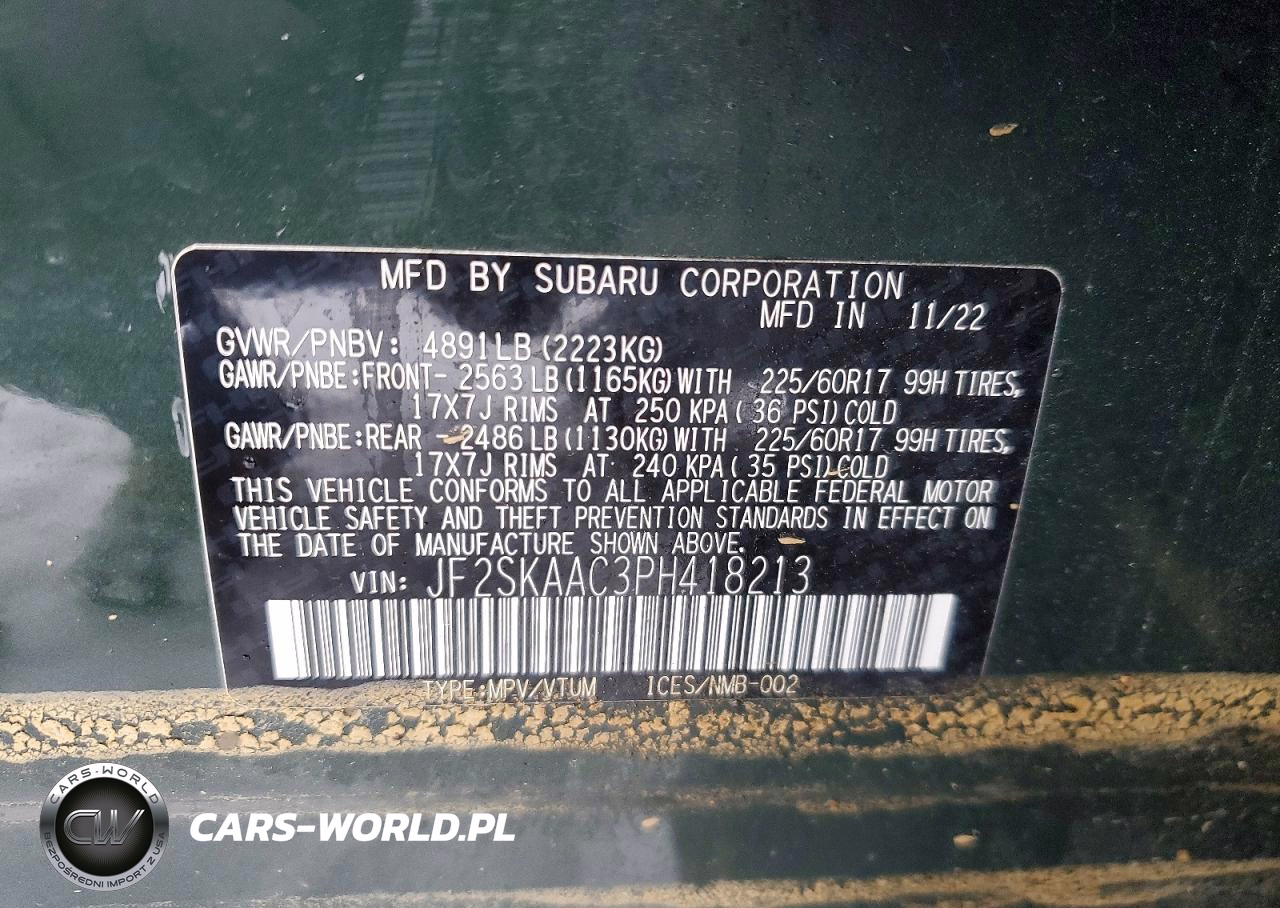 MFD BY SUBARU CORPORATION
MFD IN 11/22
GVWR/PNBV: 4891LB (2223KG)
GAWR/PNBE:FRONT- 2563 LB (1165KG) WITH 225/60R17 99H TIRES,
17X7J RIMS AT 250 KPA ( 36 PSI) COLD
GAWR/PNBE:REAR - 2486 LB (1130KG) WITH 225/60R17 99H TIRES,
17X7J RIMS AT 240 KPA ( 35 PSI) COLD
THIS VEHICLE CONFORMS TO ALL APPLICABLE FEDERAL MOTOR
VEHICLE SAFETY AND THEFT PREVENTION STANDARDS IN EFFECT ON
THE DATE OF MANUFACTURE SHOWN ABOVE.
VIN: JF2SKAAC3PH418213
TYPE:MPV/VTUM ICES/NMB-002
CARS-WORLD
CW
BEZPOŚREDNI IMPORT Z USA
CARS-WORLD.PL